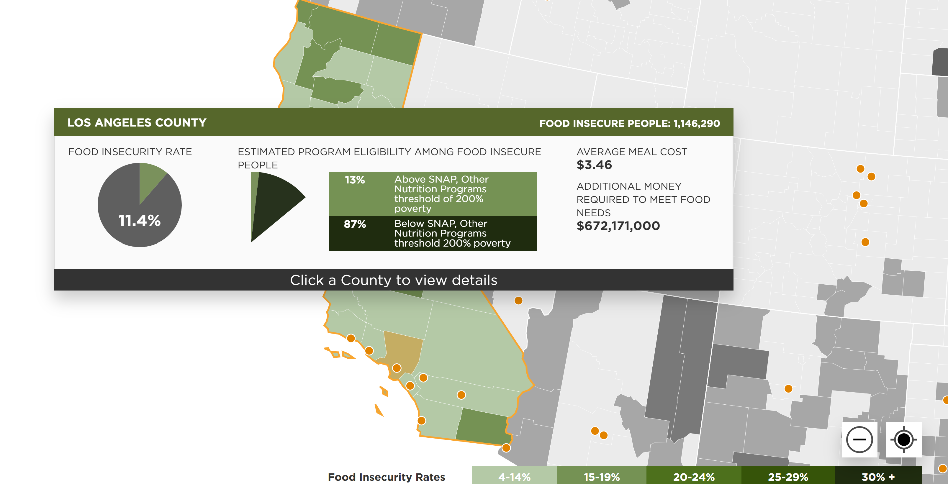 LOS ANGELES COUNTY
FOOD INSECURE PEOPLE: 1,146,290
FOOD INSECURITY RATE
11.4%
ESTIMATED PROGRAM ELIGIBILITY AMONG FOOD INSECURE
PEOPLE
13%
Above SNAP, Other
Nutrition Programs
threshold of 200%
poverty
87%
Below SNAP, Other
Nutrition Programs
threshold 200% poverty
AVERAGE MEAL COST
$3.46
ADDITIONAL MONEY
REQUIRED TO MEET FOOD
NEEDS
$672,171,000
Click a County to view details
Food Insecurity Rates
4-14%
15-19%
20-24%
25-29%
30% +